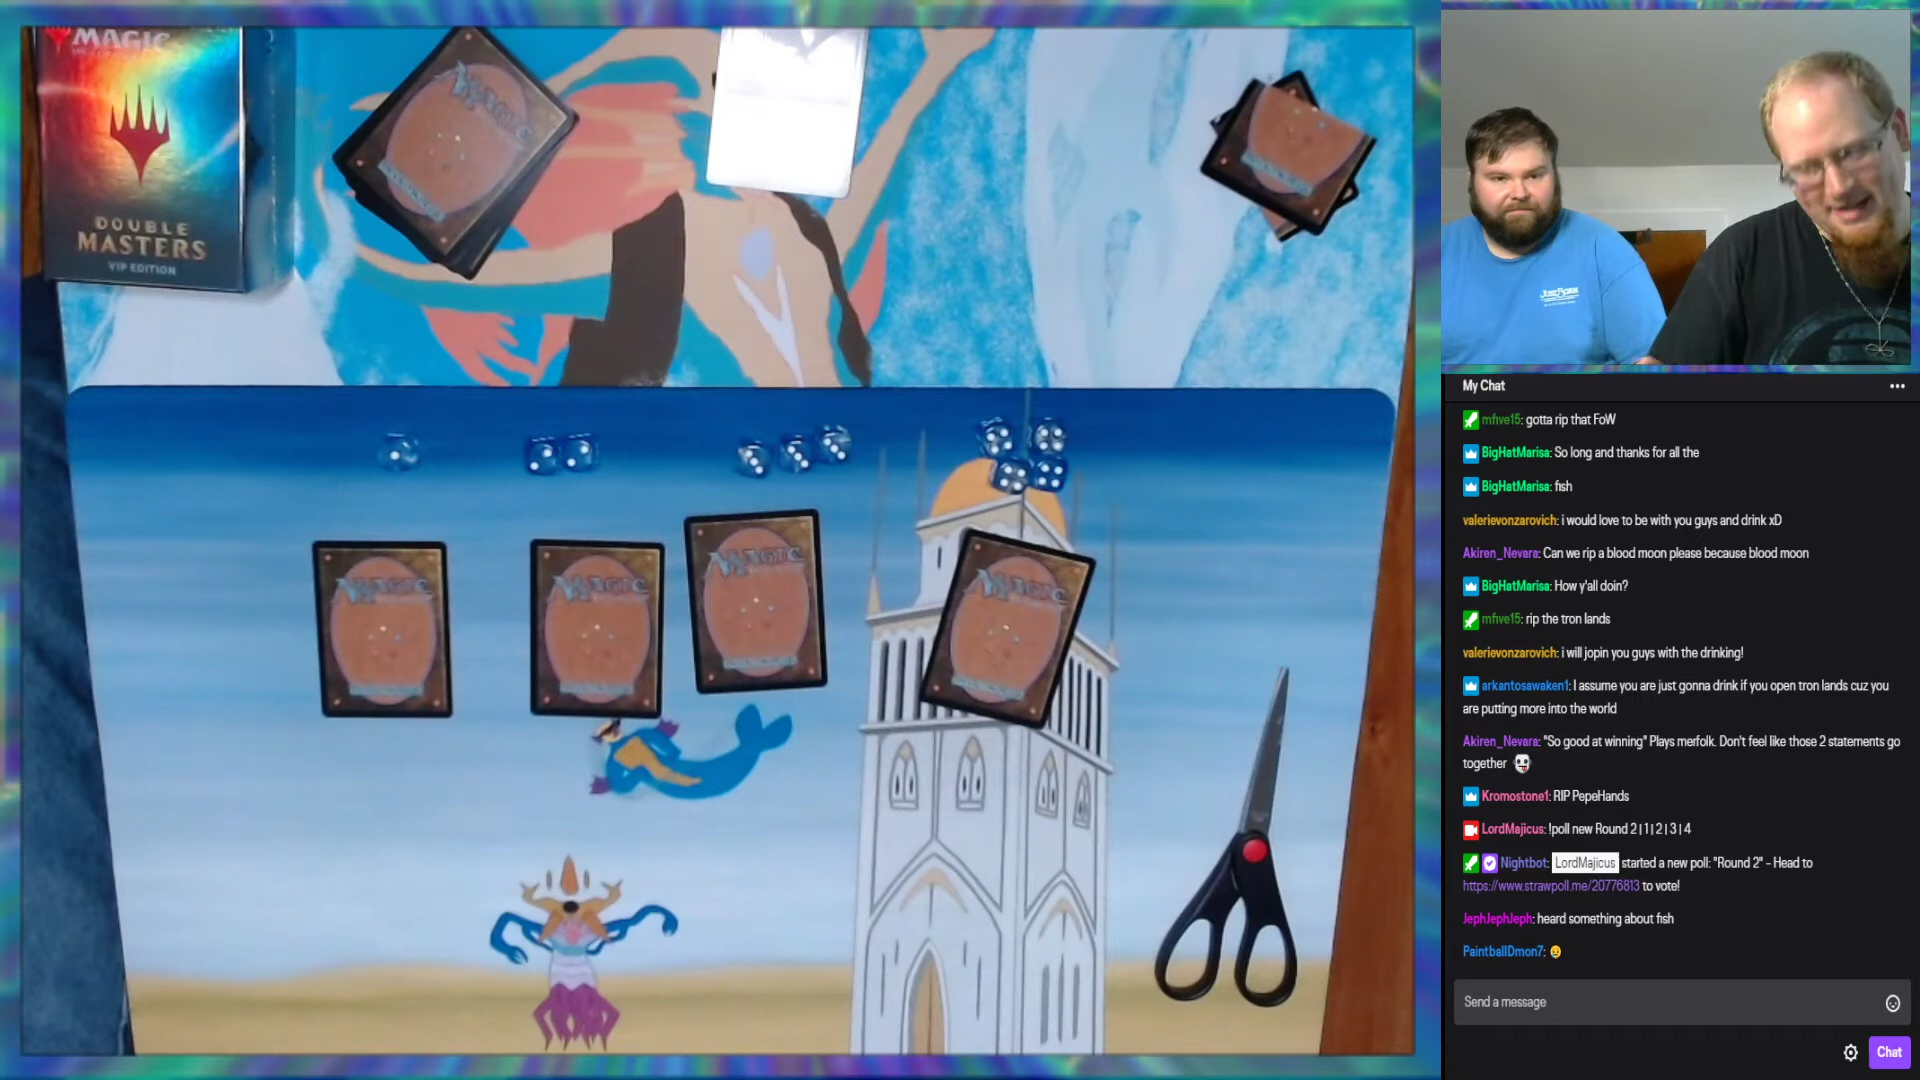 MAGIC
DOUBLE
MASTERS
VIP EDITION
MAGIC
MAGIC
MAGIC
MAGIC
MAGIC
My Chat
mfive15: gotta rip that FoW
BigHatMarisa: So long and thanks for all the
BigHatMarisa: fish
valerievonzarovich: i would love to be with you guys and drink xD
Akiren_Nevara: Can we rip a blood moon please because blood moon
BigHatMarisa: How y'all doin?
mfive15: rip the tron lands
valerievonzarovich: i will jopin you guys with the drinking!
arkantosawaken1: I assume you are just gonna drink if you open tron lands cuz you
are putting more into the world
Akiren_Nevara: "So good at winning" Plays merfolk. Don't feel like those 2 statements go
together
Kromostone1: RIP PepeHands
LordMajicus: !poll new Round 2 | 1 | 2 | 3 | 4
Nightbot: LordMajicus started a new poll: "Round 2" - Head to
https://www.strawpoll.me/20776813 to vote!
JephJephJeph: heard something about fish
PaintballDmon7:
Send a message
Chat